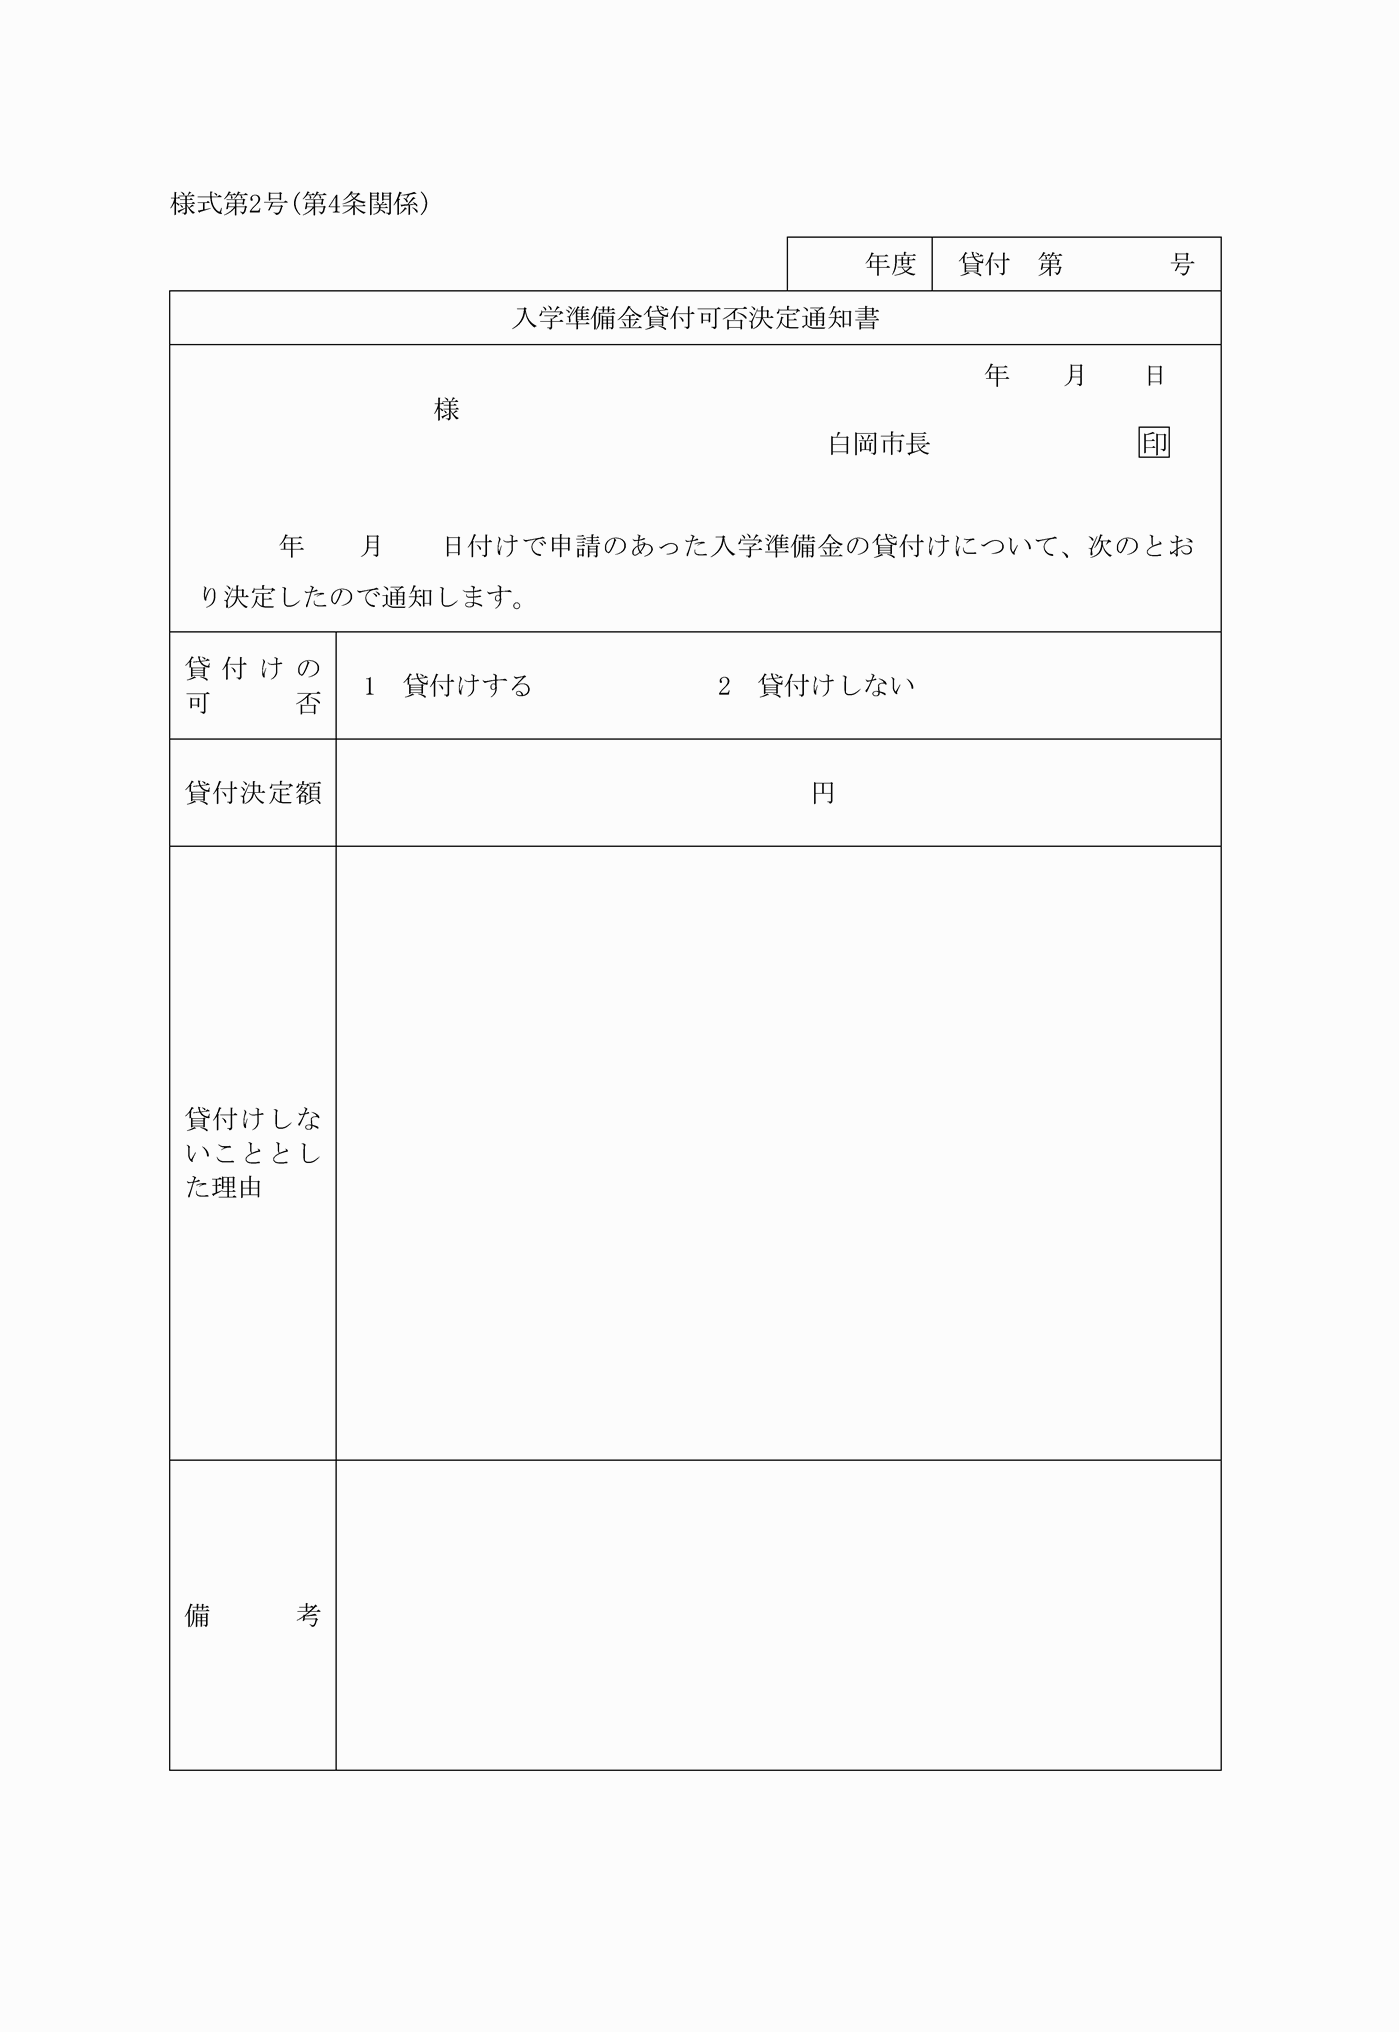 様式第2号(第4条関係)
年度 貸付 第 号
入学準備金貸付可否決定通知書
年 月 日
様
白岡市長 印
年 月 日付けで申請のあった入学準備金の貸付けについて、次のとお
り決定したので通知します。
貸付けの
可否
1 貸付けする 2 貸付けしない
貸付決定額
円
貸付けしな
いこととし
た理由
備考